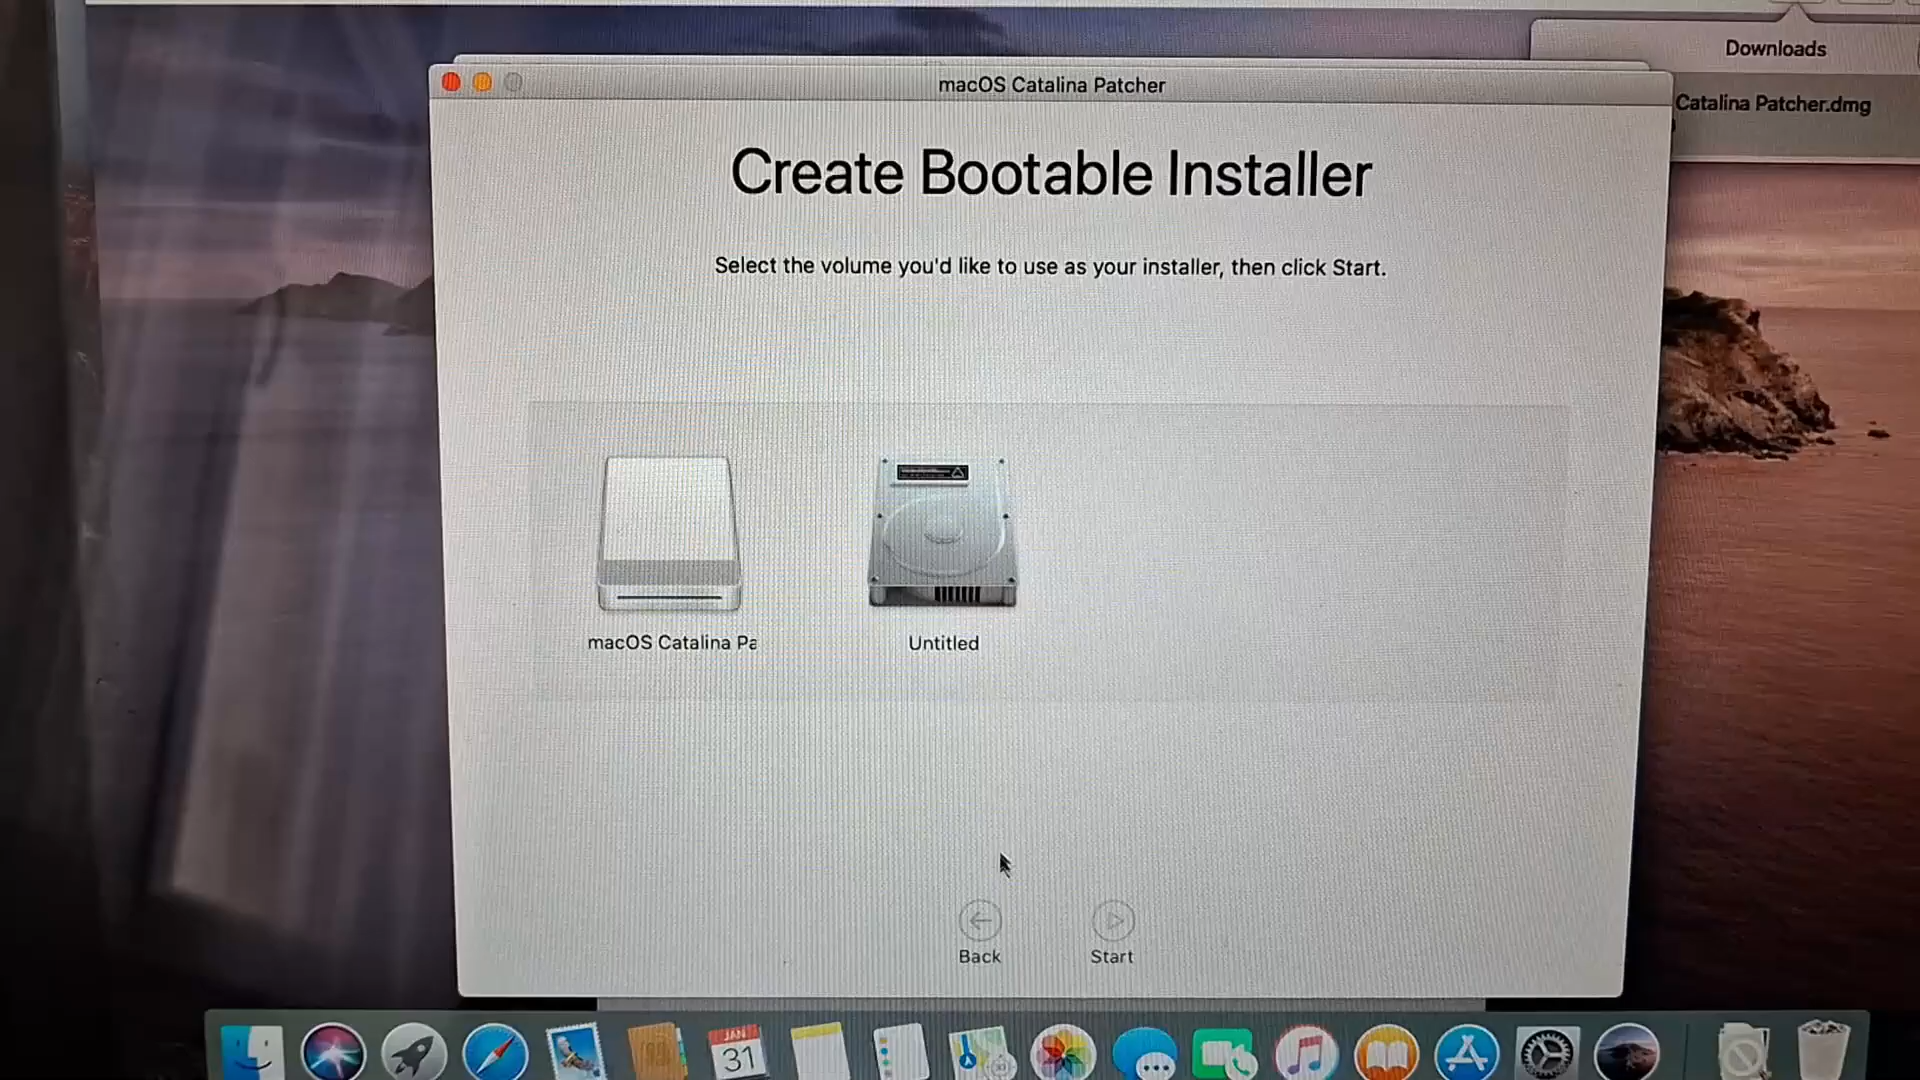 Downloads
macOS Catalina Patcher
Catalina Patcher.dmg
Create Bootable Installer
Select the volume you'd like to use as your installer, then click Start.
macOS Catalina Pa
Untitled
Back
Start
JAN
31